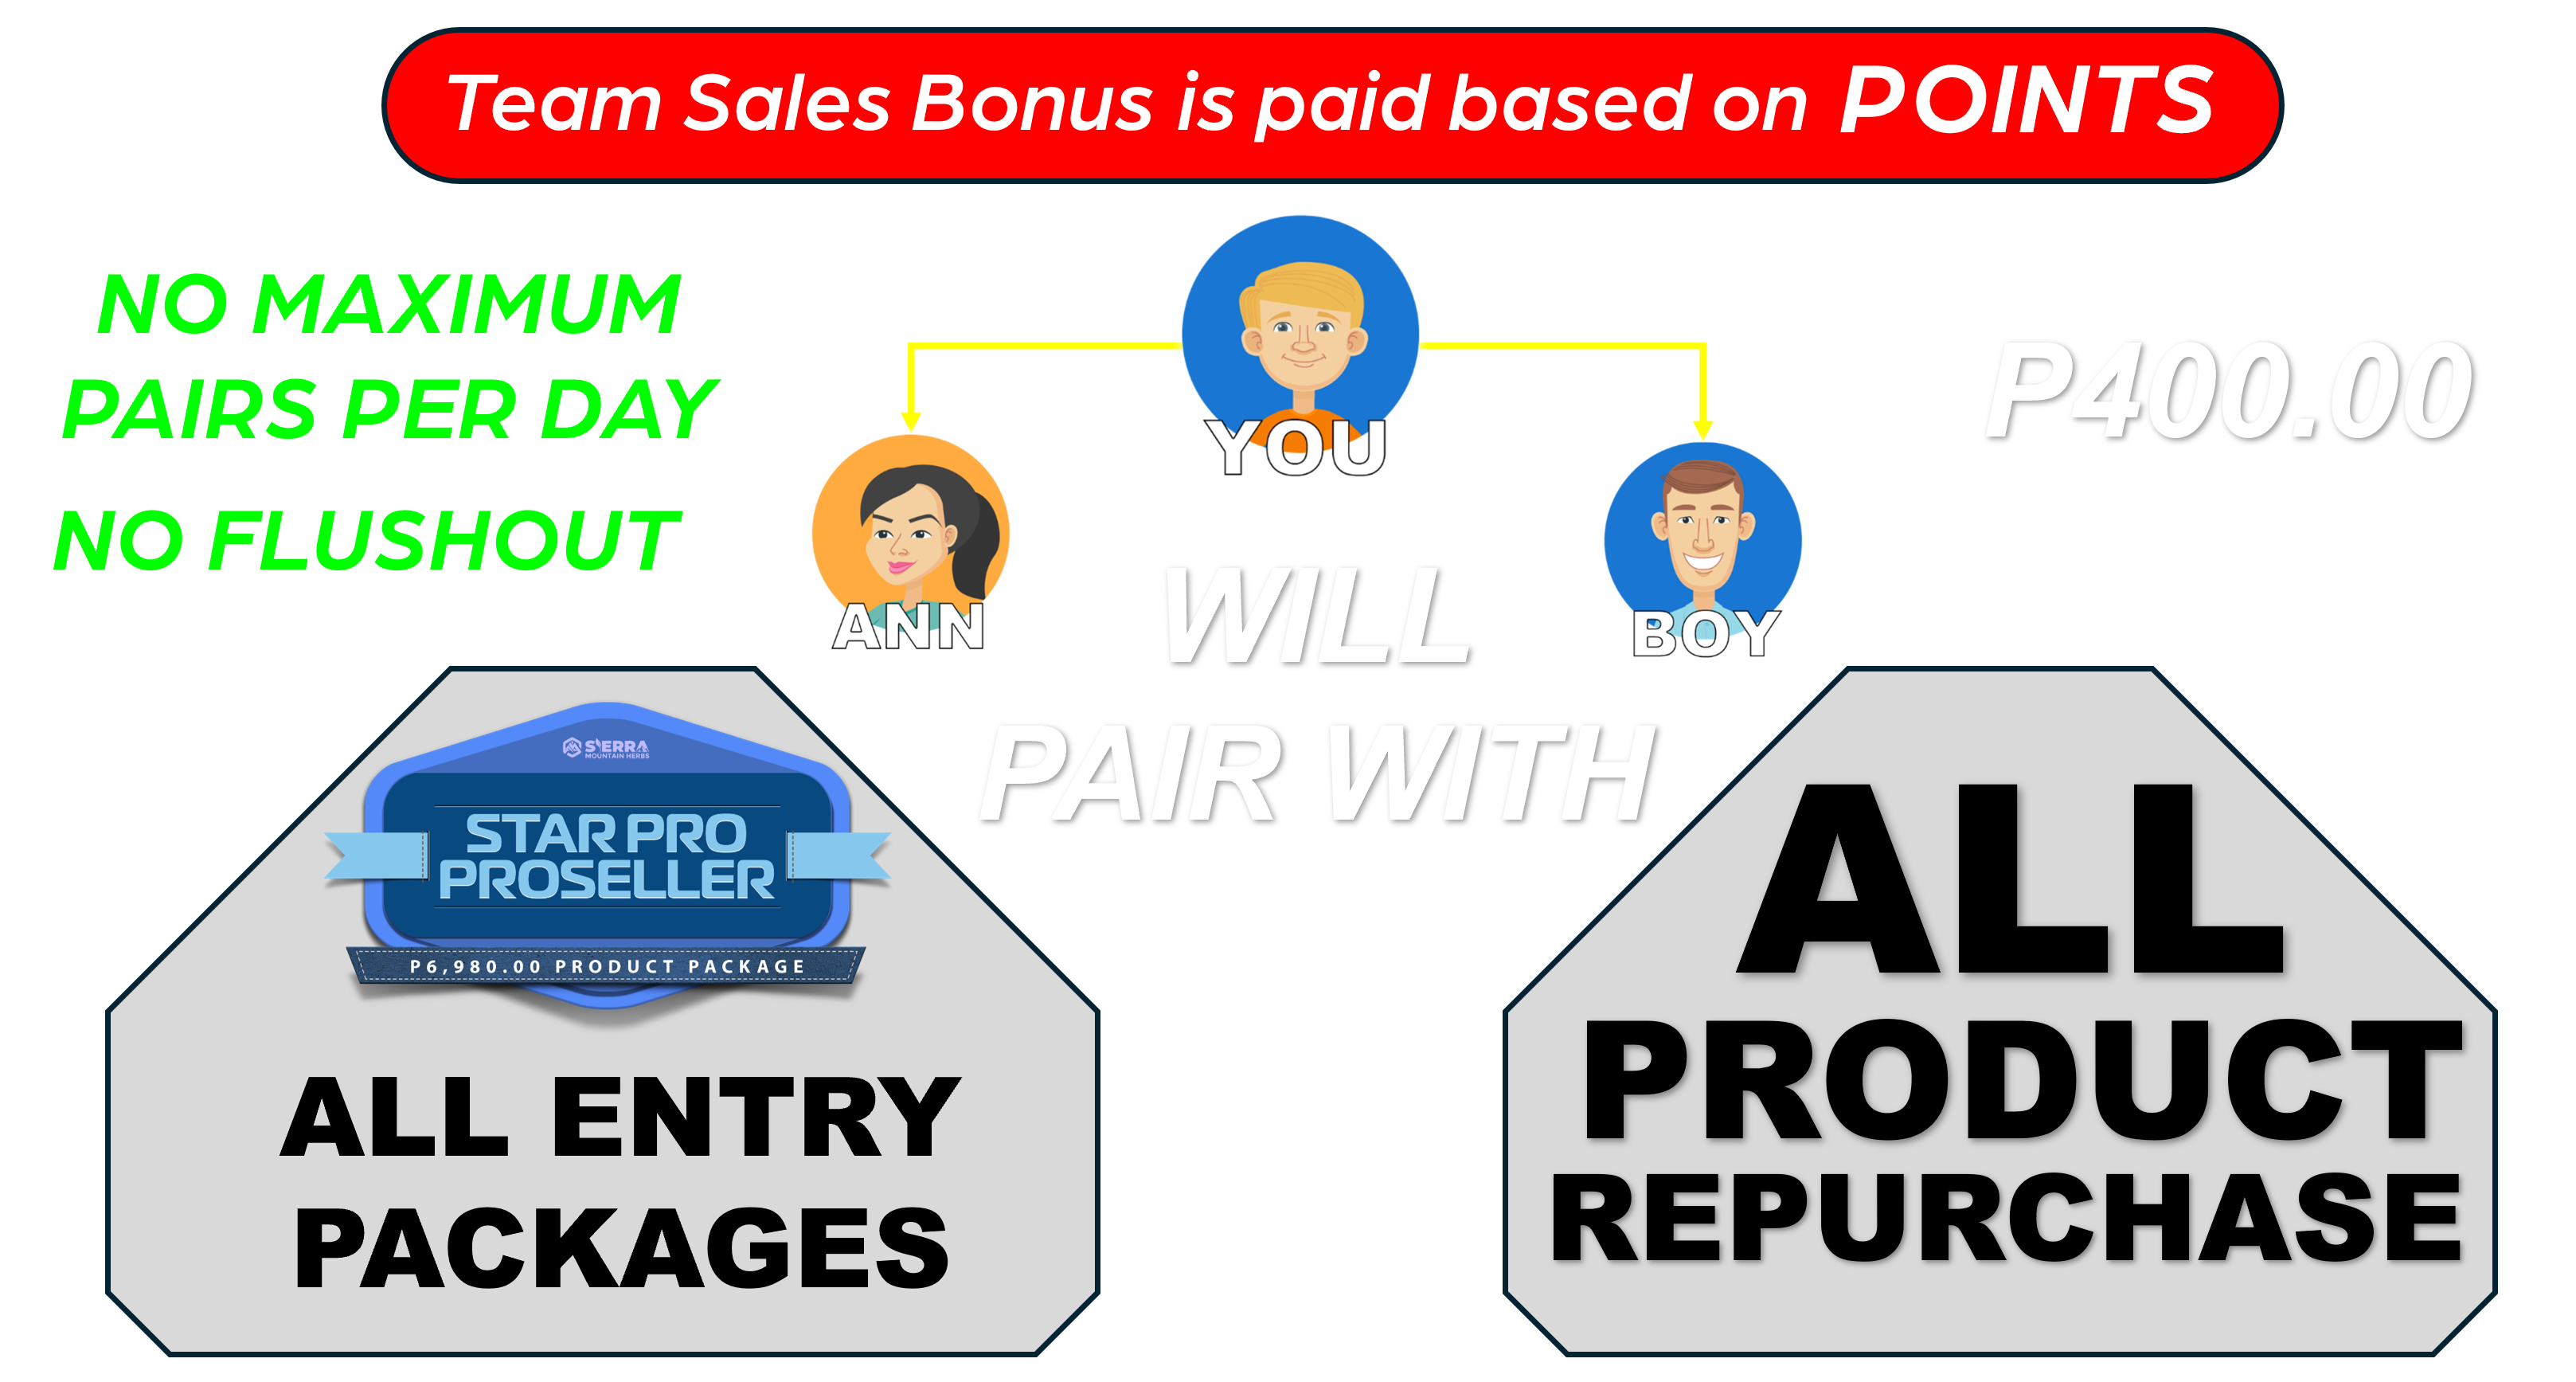 Team Sales Bonus is paid based on POINTS
NO MAXIMUM
PAIRS PER DAY
NO FLUSHOUT
YOU
P400.00
ANN
BOY
WILL
PAIR WITH
SIERRA
MOUNTAIN HERBS
STAR PRO
PROSELLER
P6,980.00 PRODUCT PACKAGE
ALL ENTRY
PACKAGES
ALL
PRODUCT
REPURCHASE